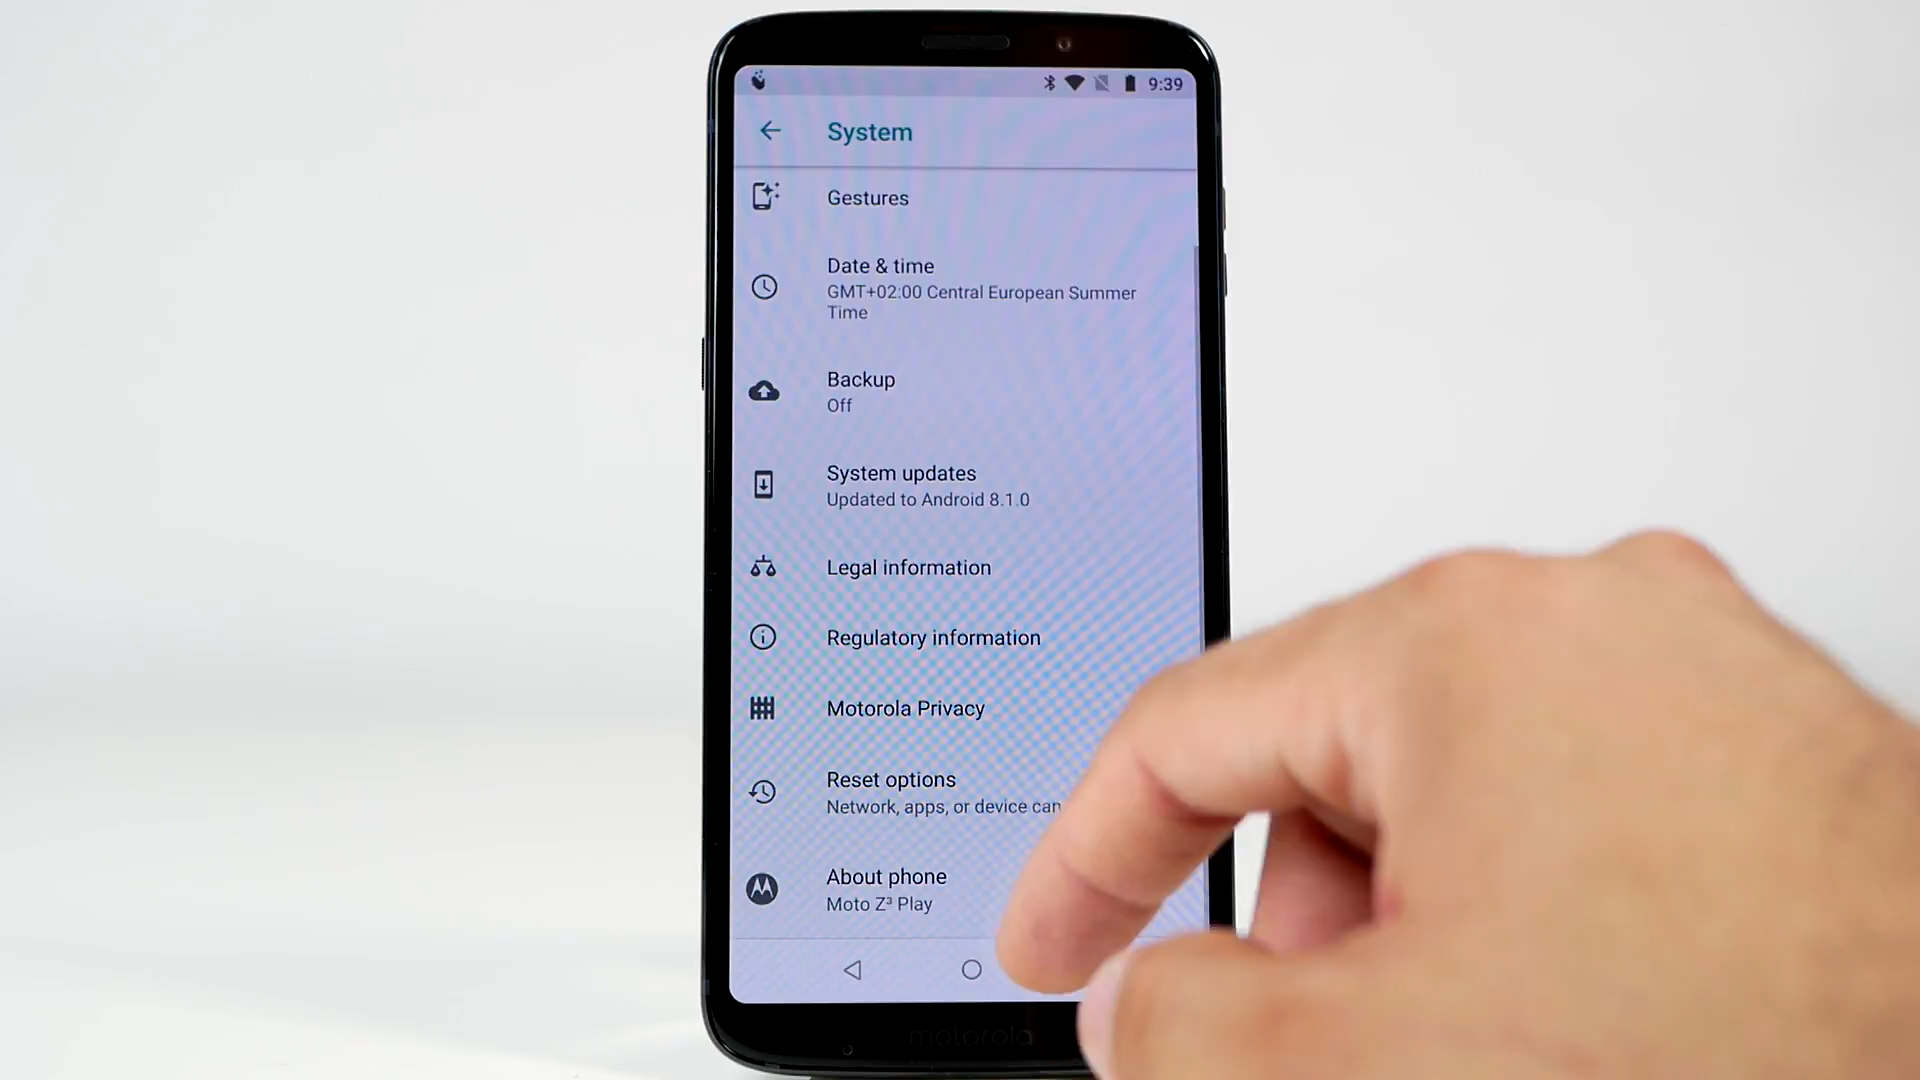 9:39
System
Gestures
Date & time
GMT+02:00 Central European Summer
Time
Backup
Off
System updates
Updated to Android 8.1.0
Legal information
Regulatory information
Motorola Privacy
Reset options
Network, apps, or device can
About phone
Moto Z³ Play
motorola